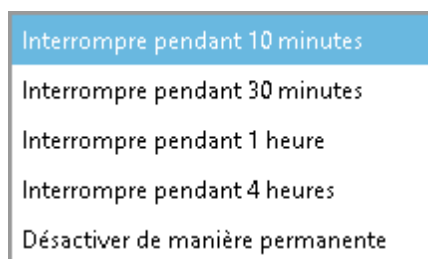 Interrompre pendant 10 minutes
Interrompre pendant 30 minutes
Interrompre pendant 1 heure
Interrompre pendant 4 heures
Désactiver de manière permanente